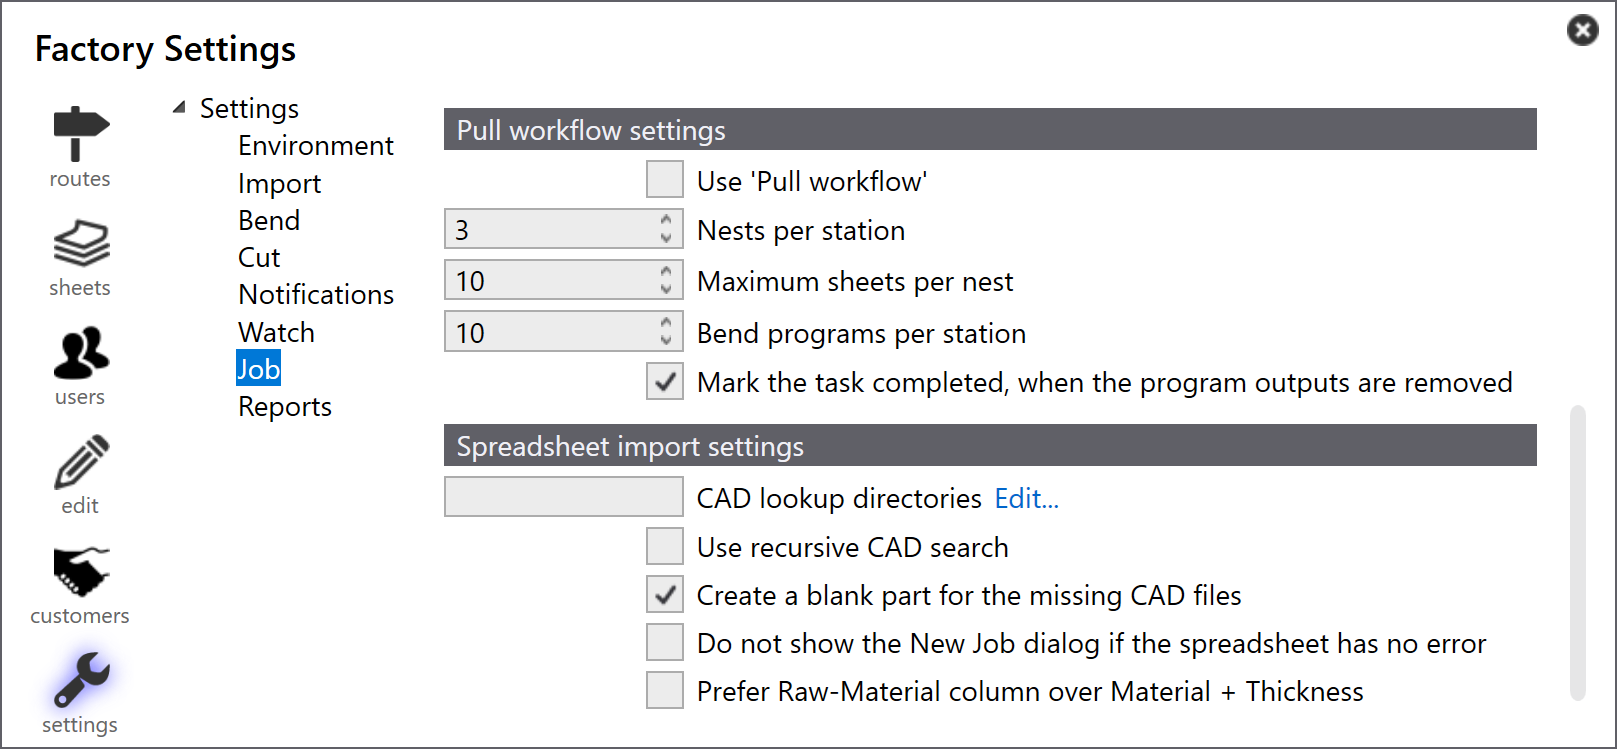 Factory Settings
routes
sheets
users
edit
customers
settings
Settings
Environment
Import
Bend
Cut
Notifications
Watch
Job
Reports
Pull workflow settings
Use 'Pull workflow'
3 Nests per station
10 Maximum sheets per nest
10 Bend programs per station
Mark the task completed, when the program outputs are removed
Spreadsheet import settings
CAD lookup directories Edit...
Use recursive CAD search
Create a blank part for the missing CAD files
Do not show the New Job dialog if the spreadsheet has no error
Prefer Raw-Material column over Material + Thickness